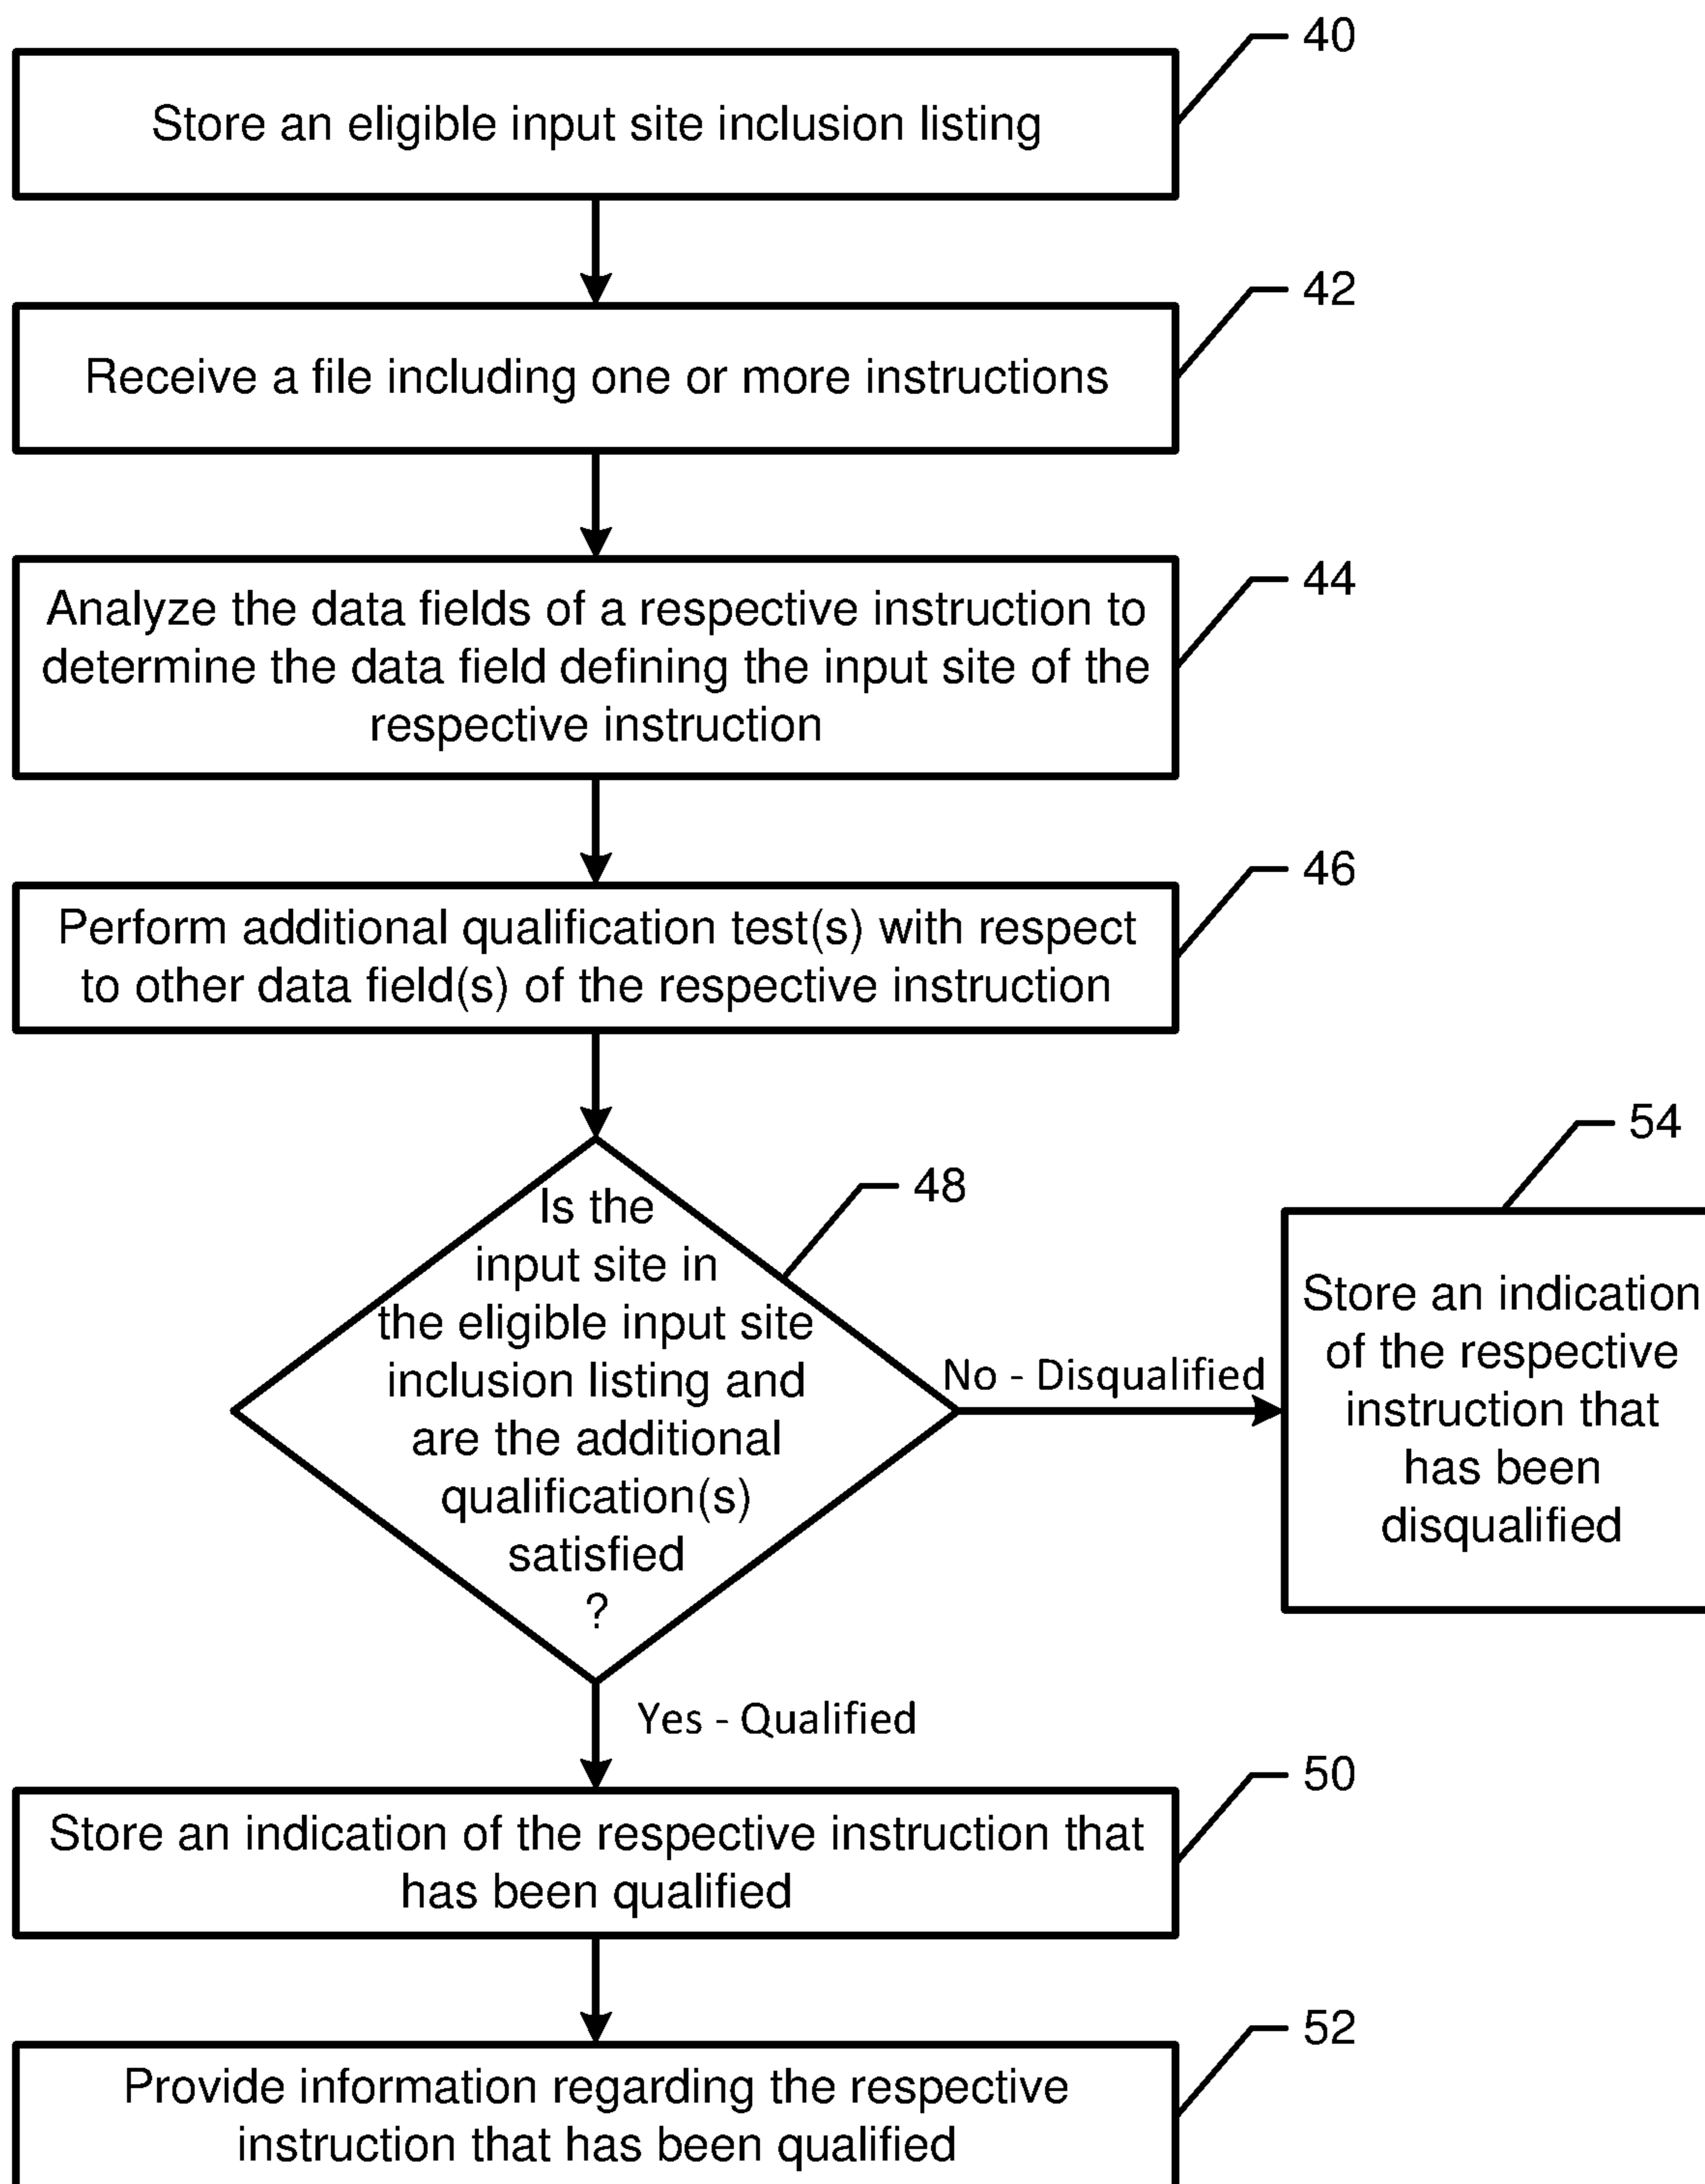 40
Store an eligible input site inclusion listing
42
Receive a file including one or more instructions
44
Analyze the data fields of a respective instruction to
determine the data field defining the input site of the
respective instruction
46
Perform additional qualification test(s) with respect
to other data field(s) of the respective instruction
48
Is the
input site in
the eligible input site
inclusion listing and
are the additional
qualification(s)
satisfied
?
No - Disqualified
54
Store an indication
of the respective
instruction that
has been
disqualified
Yes - Qualified
50
Store an indication of the respective instruction that
has been qualified
52
Provide information regarding the respective
instruction that has been qualified